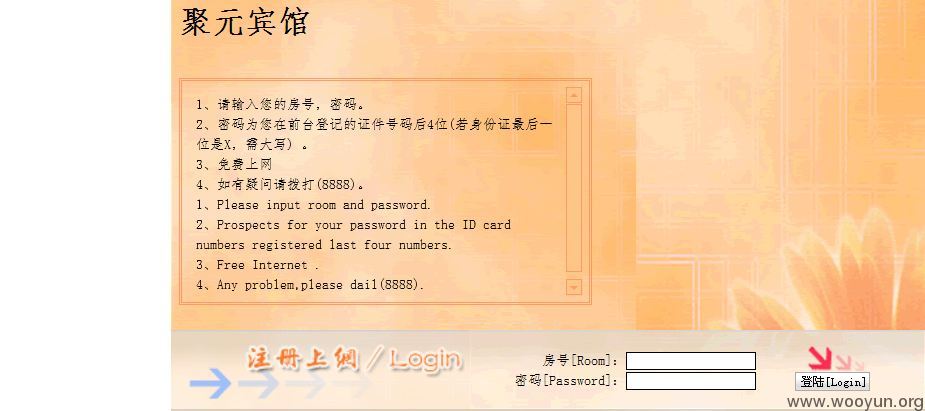 聚元宾馆
1、请输入您的房号，密码。
2、密码为您在前台登记的证件号码后4位(若身份证最后一
位是X，需大写) 。
3、免费上网
4、如有疑问请拨打(8888)。
1、Please input room and password.
2、Prospects for your password in the ID card
numbers registered last four numbers.
3、Free Internet .
4、Any problem,please dail(8888).
注册上網/Login
房号[Room]:
密码[Password]:
登陆[Login]
www.wooyun.org